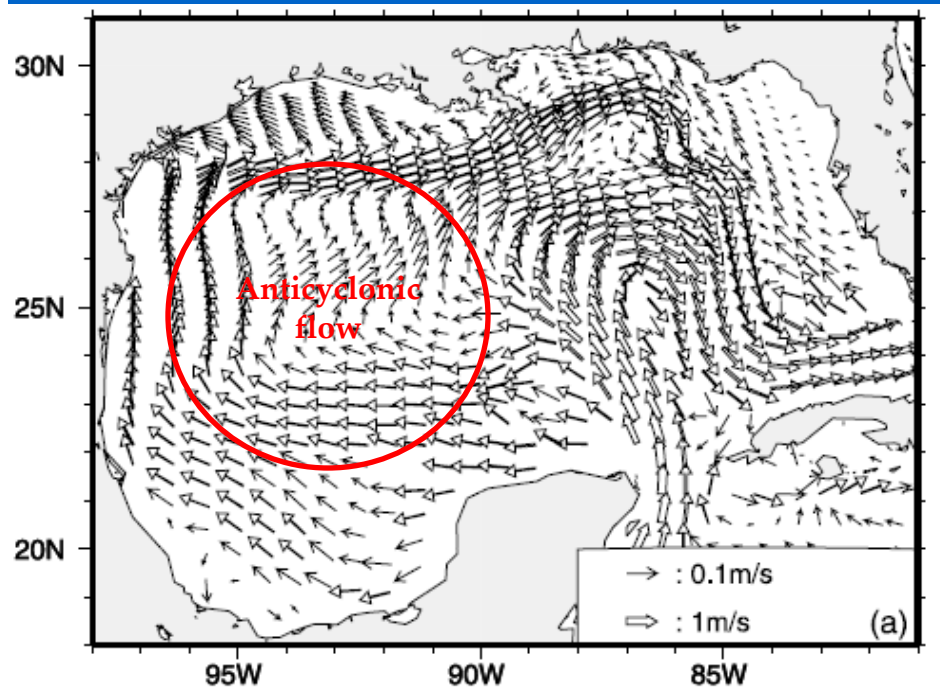 30N
25N
20N
Anticyclonic
flow
: 0.1m/s
: 1m/s
(a)
95W
90W
85W